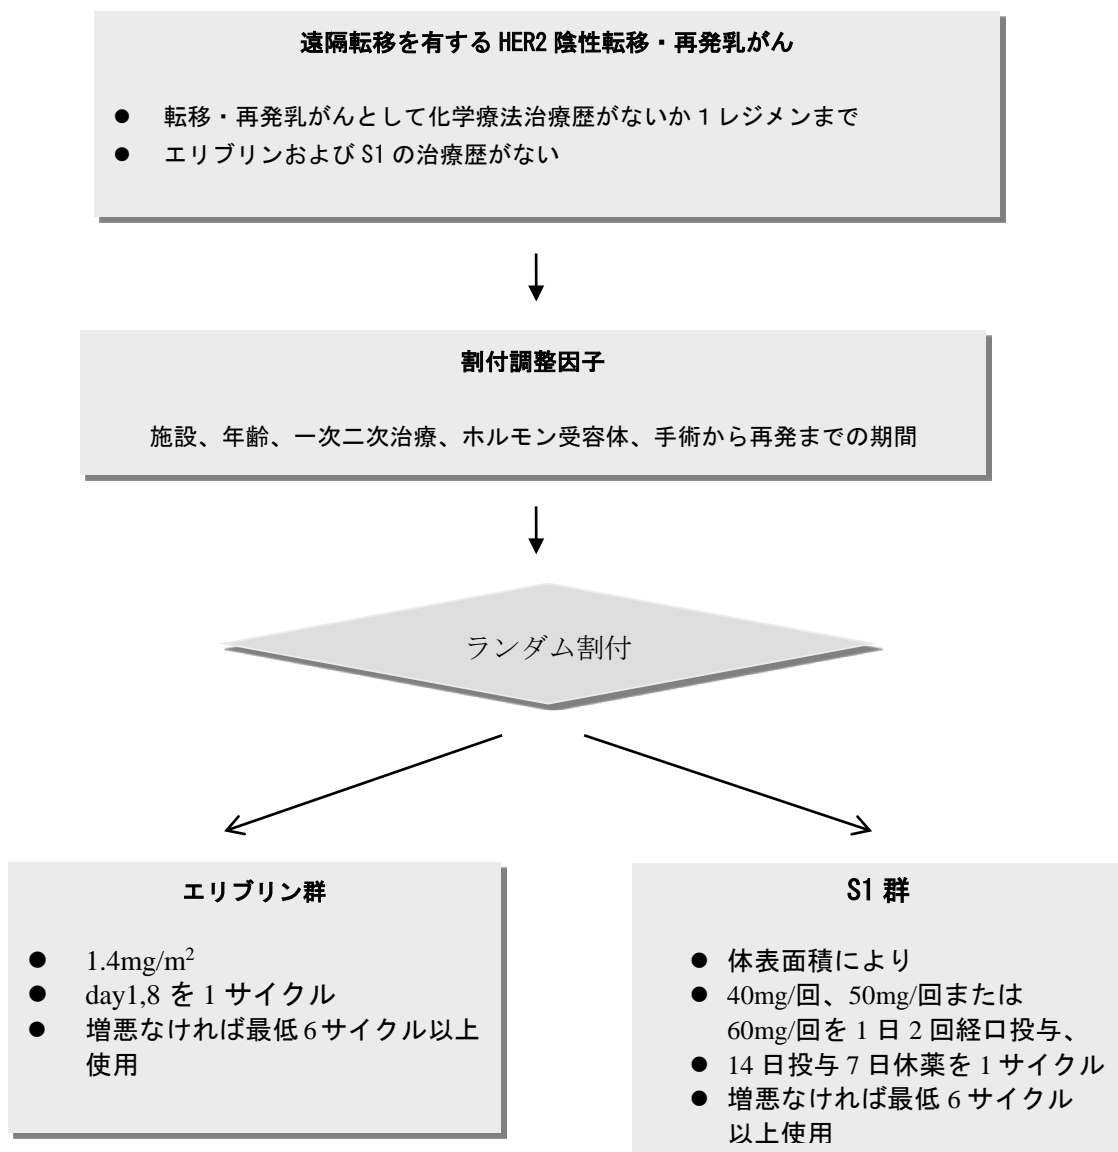 遠隔転移を有する HER2 陰性転移・再発乳がん
● 転移・再発乳がんとして化学療法治療歴がないか 1 レジメンまで
● エリブリンおよび S1 の治療歴がない
割付調整因子
施設、年齢、一次二次治療、ホルモン受容体、手術から再発までの期間
ランダム割付
エリブリン群
● 1.4mg/m²
● day1,8 を 1 サイクル
● 増悪なければ最低 6 サイクル以上
使用
S1 群
● 体表面積により
● 40mg/回、50mg/回または
60mg/回を 1 日 2 回経口投与、
● 14 日投与 7 日休薬を 1 サイクル
● 増悪なければ最低 6 サイクル
以上使用